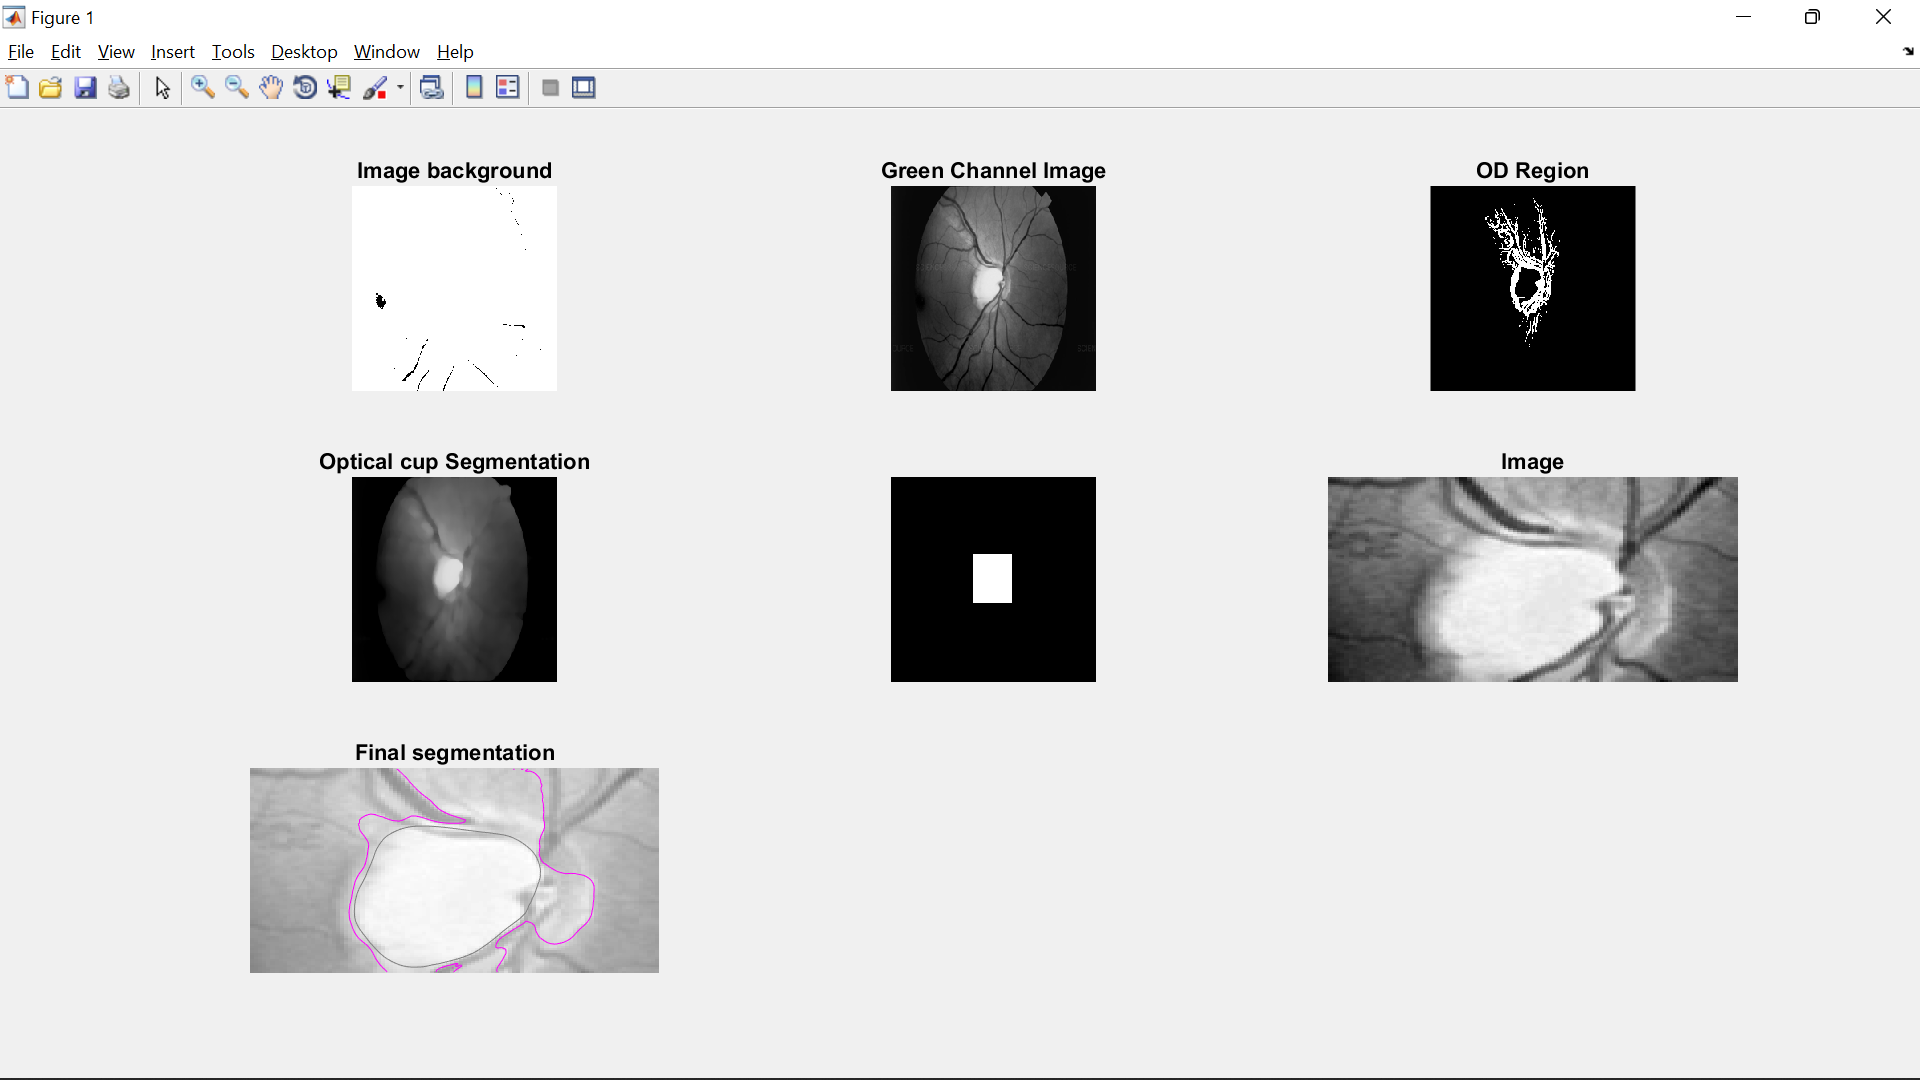 Figure 1
File Edit View Insert Tools Desktop Window Help
Image background
Green Channel Image
OD Region
Optical cup Segmentation
Image
Final segmentation